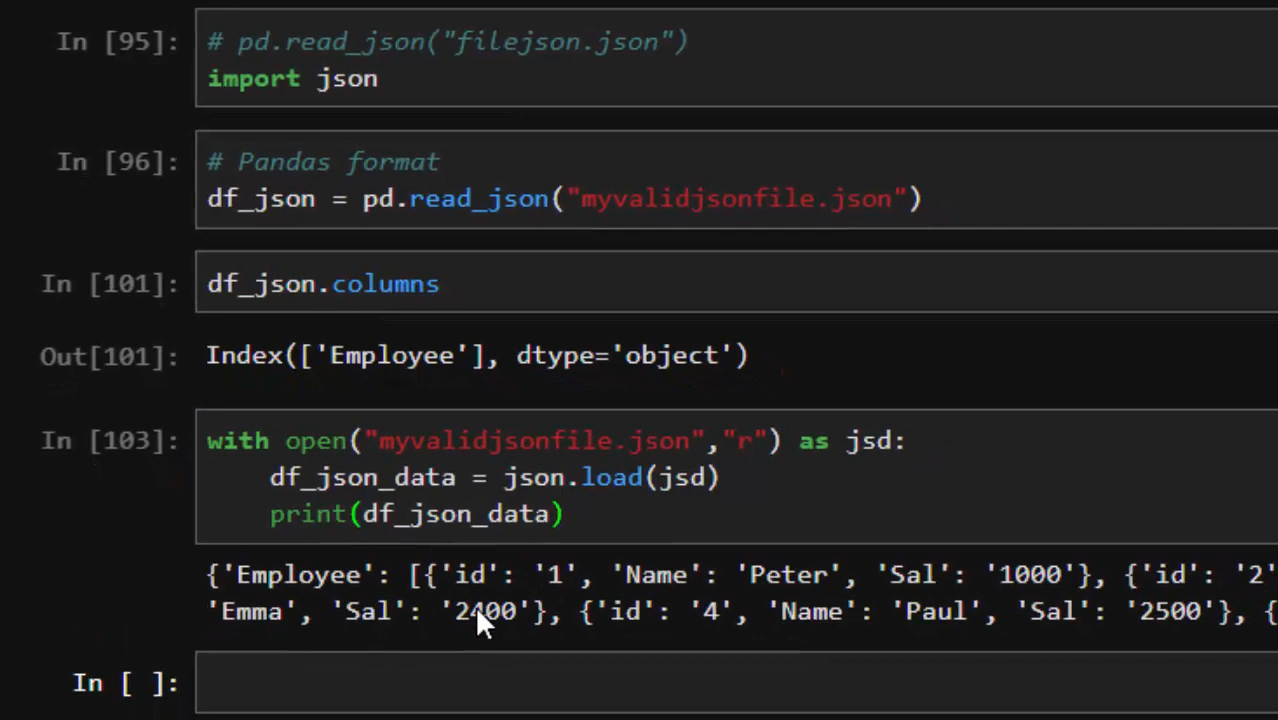 In [95]: # pd.read_json("filejson.json")
import json
In [96]: # Pandas format
df_json = pd.read_json("myvalidjsonfile.json")
In [101]: df_json.columns
Out[101]: Index(['Employee'], dtype='object')
In [103]: with open("myvalidjsonfile.json","r") as jsd:
    df_json_data = json.load(jsd)
    print(df_json_data)
{'Employee': [{'id': '1', 'Name': 'Peter', 'Sal': '1000'}, {'id': '2'
'Emma', 'Sal': '2400'}, {'id': '4', 'Name': 'Paul', 'Sal': '2500'}, {
In [ ]: